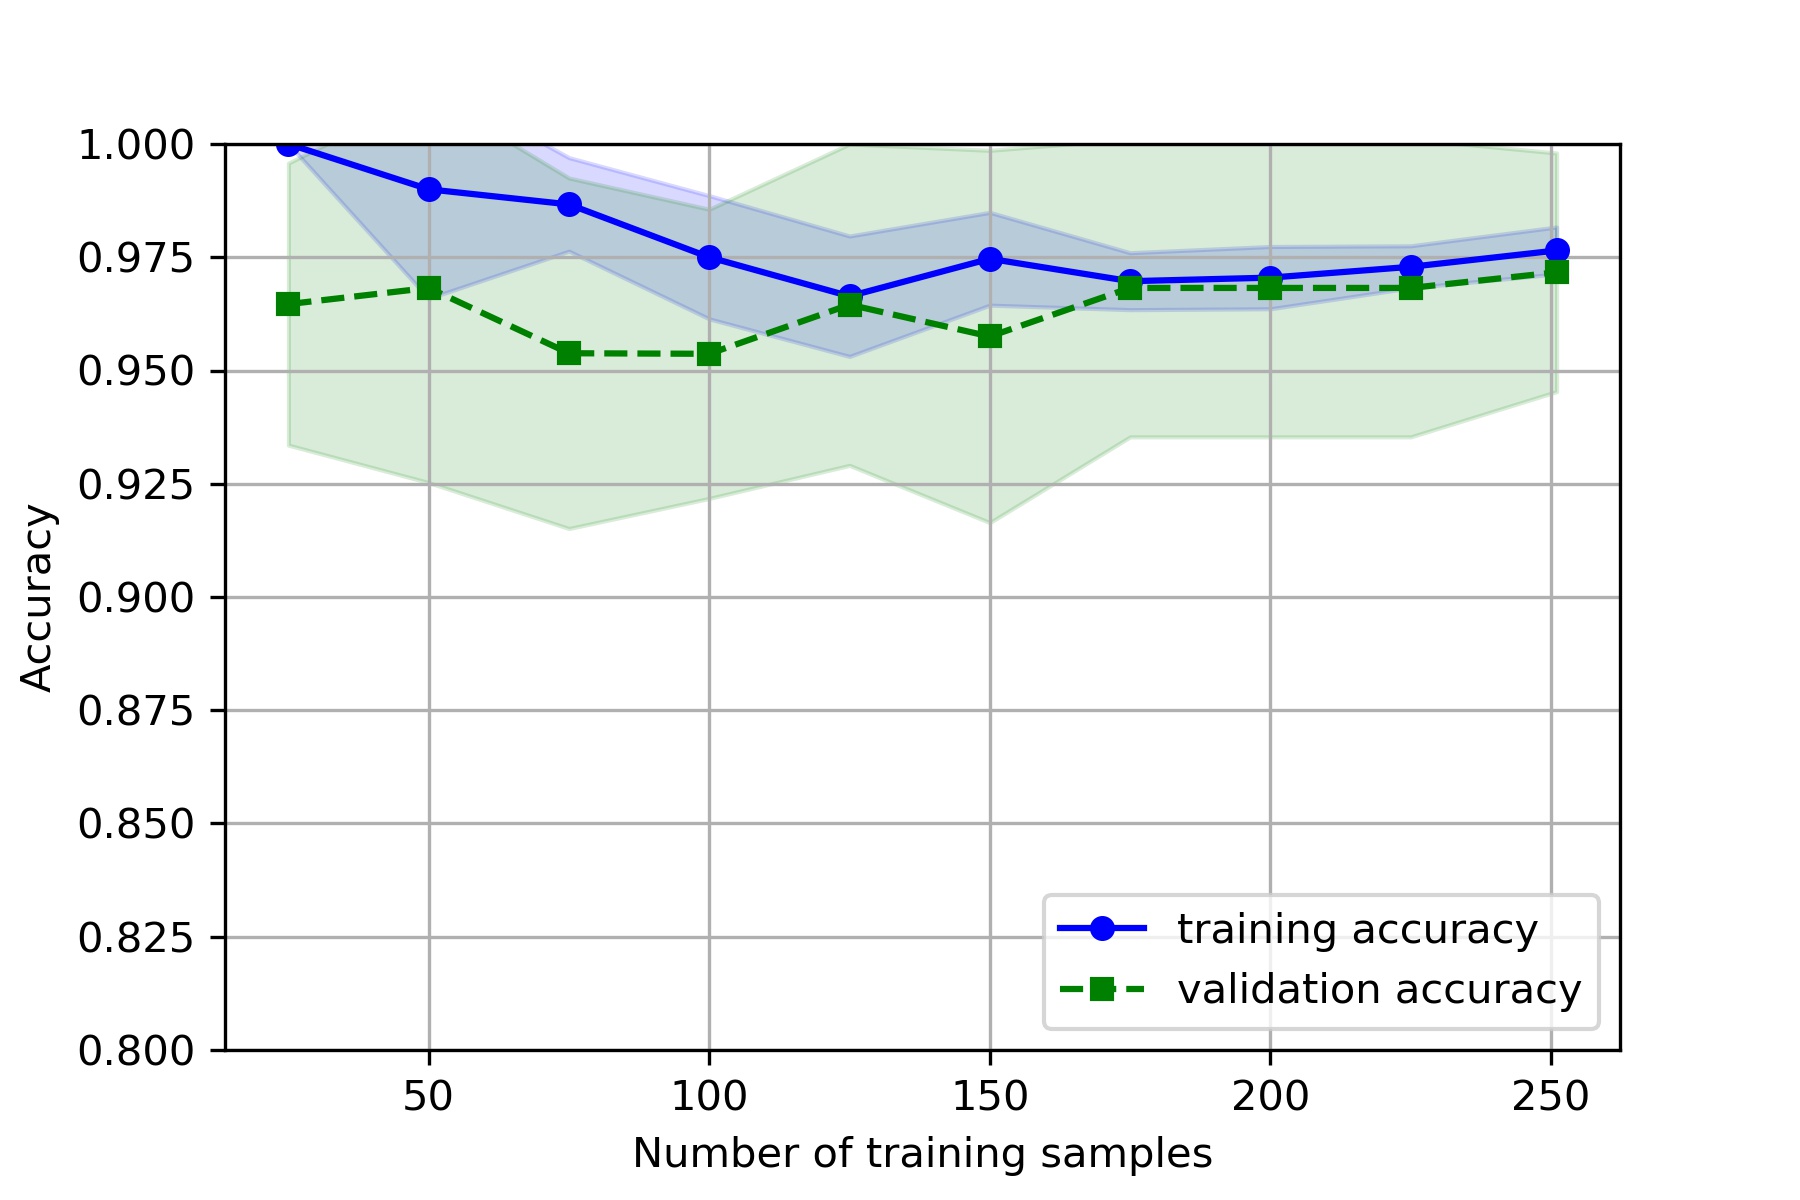 1.000
0.975
0.950
0.925
0.900
0.875
0.850
0.825
0.800
Accuracy
training accuracy
validation accuracy
50 100 150 200 250
Number of training samples